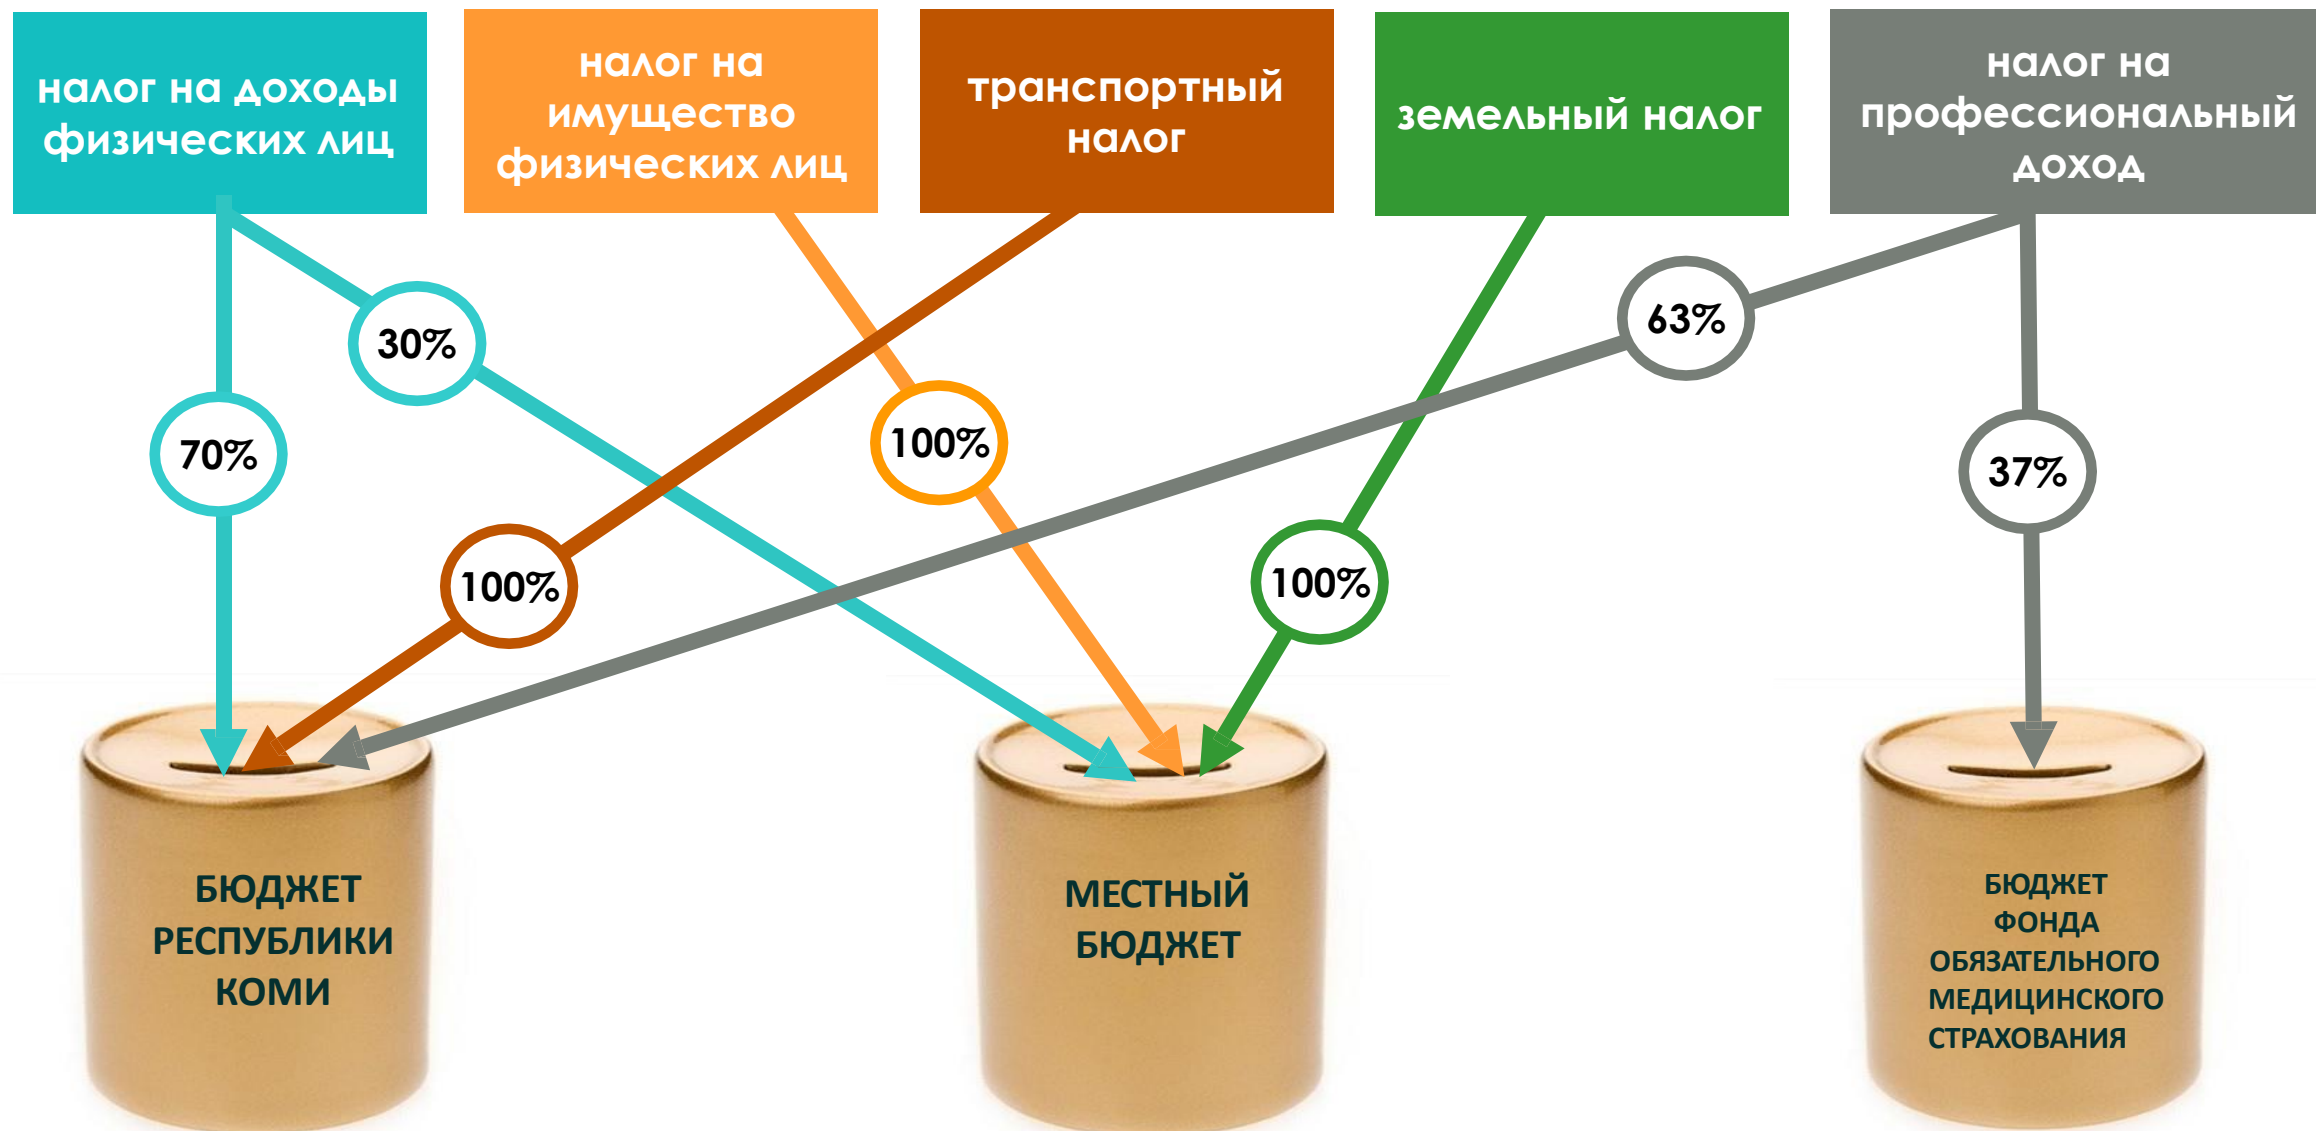 налог на доходы
физических лиц
налог на
имущество
физических лиц
транспортный
налог
земельный налог
налог на
профессиональный
доход
30%
70%
100%
100%
100%
63%
37%
БЮДЖЕТ
РЕСПУБЛИКИ
КОМИ
МЕСТНЫЙ
БЮДЖЕТ
БЮДЖЕТ
ФОНДА
ОБЯЗАТЕЛЬНОГО
МЕДИЦИНСКОГО
СТРАХОВАНИЯ